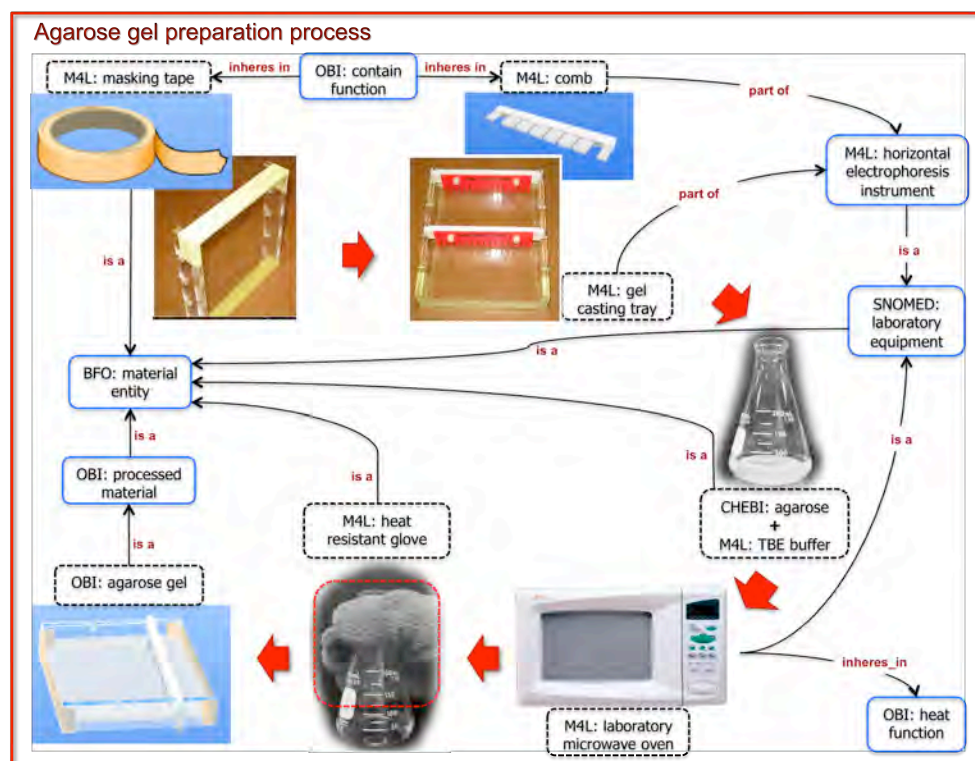 Agarose gel preparation process
M4L: masking tape
inheres in
OBI: contain
function
inheres in
M4L: comb
part of
M4L: horizontal
electrophoresis
instrument
part of
is a
is a
M4L: gel
casting tray
SNOMED:
laboratory
equipment
is a
BFO: material
entity
is a
is a
OBI: processed
material
is a
is a
M4L: heat
resistant glove
CHEBI: agarose
+
M4L: TBE buffer
is a
OBI: agarose gel
inheres_in
M4L: laboratory
microwave oven
OBI: heat
function